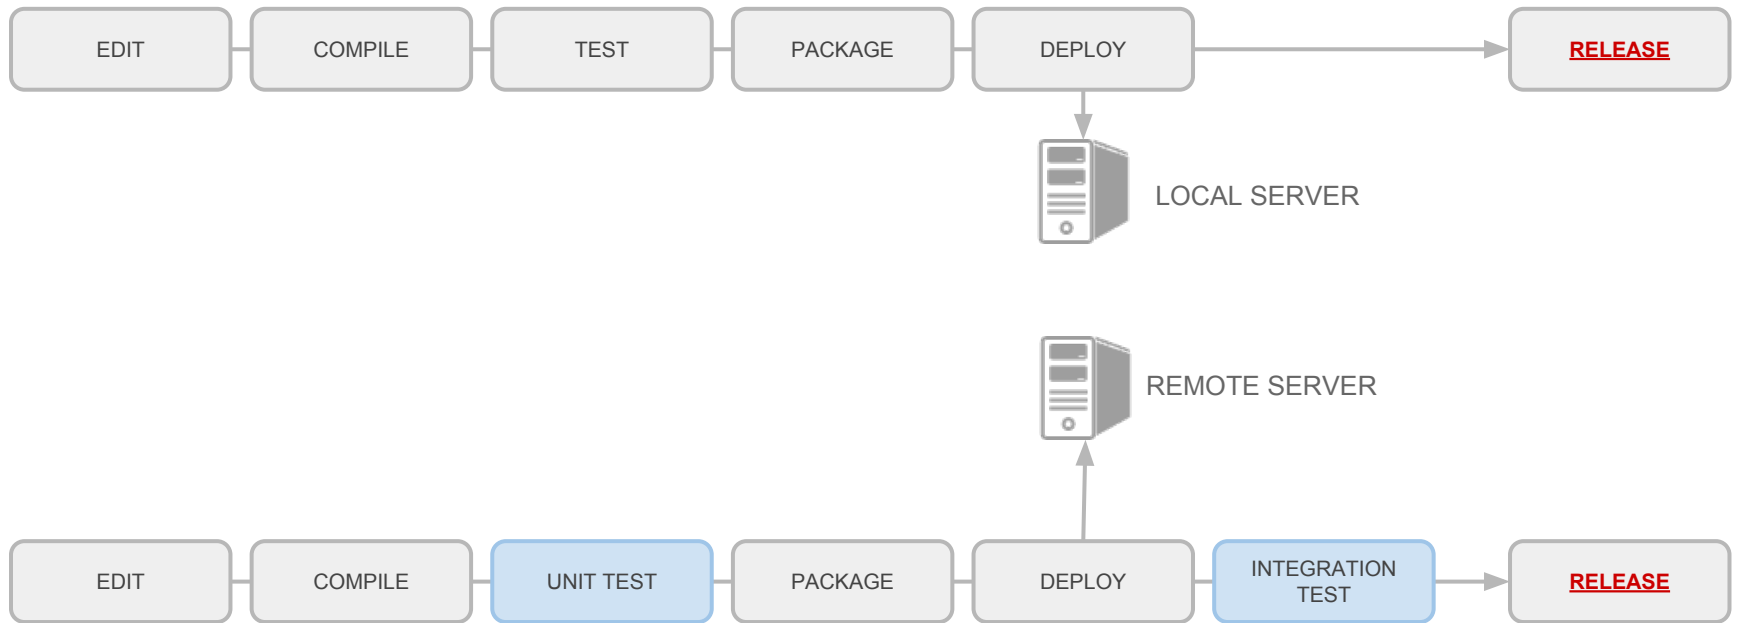 EDIT
COMPILE
TEST
PACKAGE
DEPLOY
RELEASE
LOCAL SERVER
REMOTE SERVER
EDIT
COMPILE
UNIT TEST
PACKAGE
DEPLOY
INTEGRATION
TEST
RELEASE